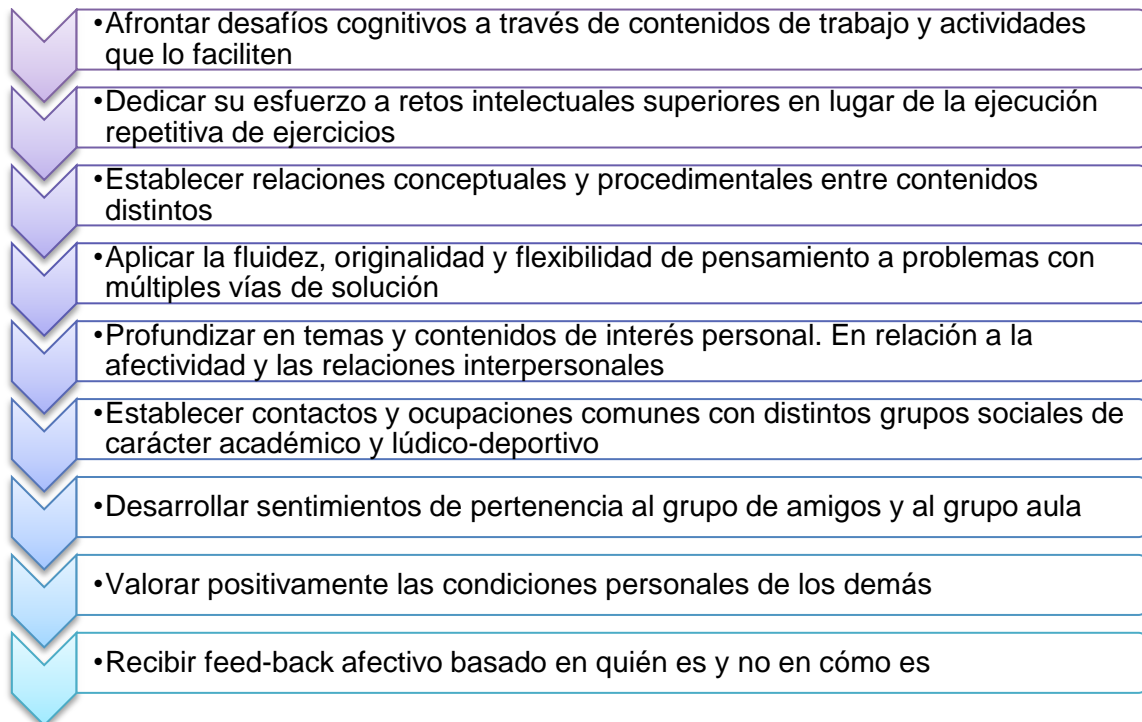 •Afrontar desafíos cognitivos a través de contenidos de trabajo y actividades
que lo faciliten
•Dedicar su esfuerzo a retos intelectuales superiores en lugar de la ejecución
repetitiva de ejercicios
•Establecer relaciones conceptuales y procedimentales entre contenidos
distintos
•Aplicar la fluidez, originalidad y flexibilidad de pensamiento a problemas con
múltiples vías de solución
•Profundizar en temas y contenidos de interés personal. En relación a la
afectividad y las relaciones interpersonales
•Establecer contactos y ocupaciones comunes con distintos grupos sociales de
carácter académico y lúdico-deportivo
•Desarrollar sentimientos de pertenencia al grupo de amigos y al grupo aula
•Valorar positivamente las condiciones personales de los demás
•Recibir feed-back afectivo basado en quién es y no en cómo es